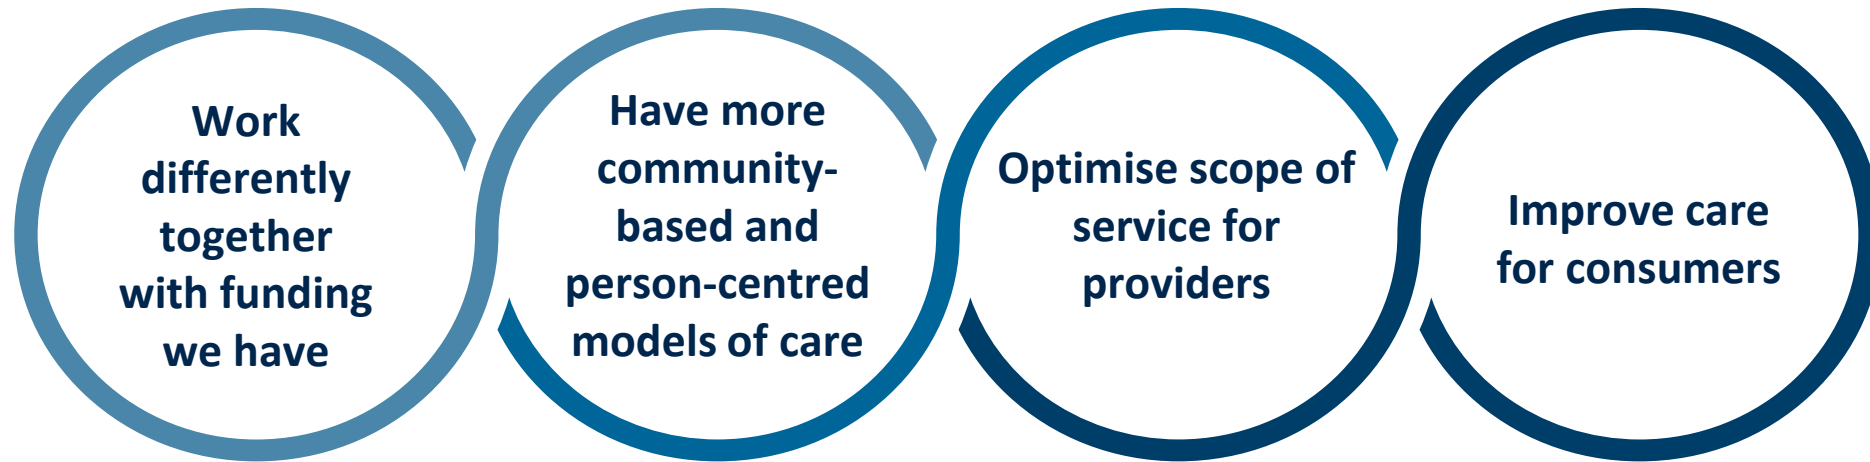 Work
differently
together
with funding
we have
Have more
community-
based and
person-centred
models of care
Optimise scope of
service for
providers
Improve care
for consumers